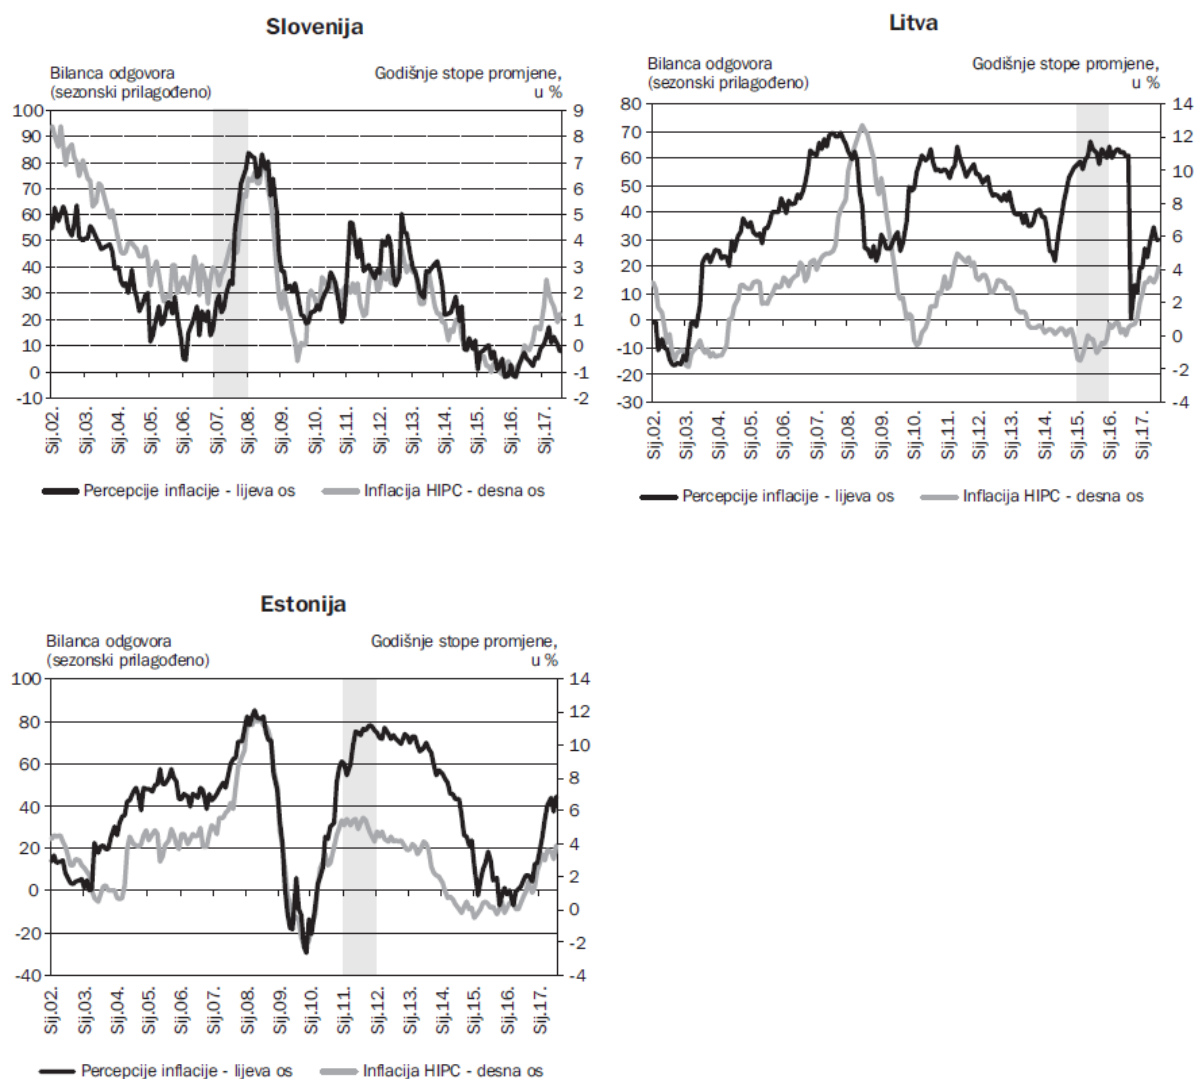 Slovenija
Bilanca odgovora
(sezonski prilagođeno)
Godišnje stope promjene,
u %
100
90
80
70
60
50
40
30
20
10
0
-10
9
8
7
6
5
4
3
2
1
0
-1
-2
Sij.02.
Sij.03.
Sij.04.
Sij.05.
Sij.06.
Sij.07.
Sij.08.
Sij.09.
Sij.10.
Sij.11.
Sij.12.
Sij.13.
Sij.14.
Sij.15.
Sij.16.
Sij.17.
Percepcije inflacije - lijeva os
Inflacija HIPC - desna os
Litva
Bilanca odgovora
(sezonski prilagođeno)
Godišnje stope promjene,
u %
80
70
60
50
40
30
20
10
0
-10
-20
-30
14
12
10
8
6
4
2
0
-2
-4
Sij.02.
Sij.03.
Sij.04.
Sij.05.
Sij.06.
Sij.07.
Sij.08.
Sij.09.
Sij.10.
Sij.11.
Sij.12.
Sij.13.
Sij.14.
Sij.15.
Sij.16.
Sij.17.
Percepcije inflacije - lijeva os
Inflacija HIPC - desna os
Estonija
Bilanca odgovora
(sezonski prilagođeno)
Godišnje stope promjene,
u %
100
80
60
40
20
0
-20
-40
14
12
10
8
6
4
2
0
-2
-4
Sij.02.
Sij.03.
Sij.04.
Sij.05.
Sij.06.
Sij.07.
Sij.08.
Sij.09.
Sij.10.
Sij.11.
Sij.12.
Sij.13.
Sij.14.
Sij.15.
Sij.16.
Sij.17.
Percepcije inflacije - lijeva os
Inflacija HIPC - desna os